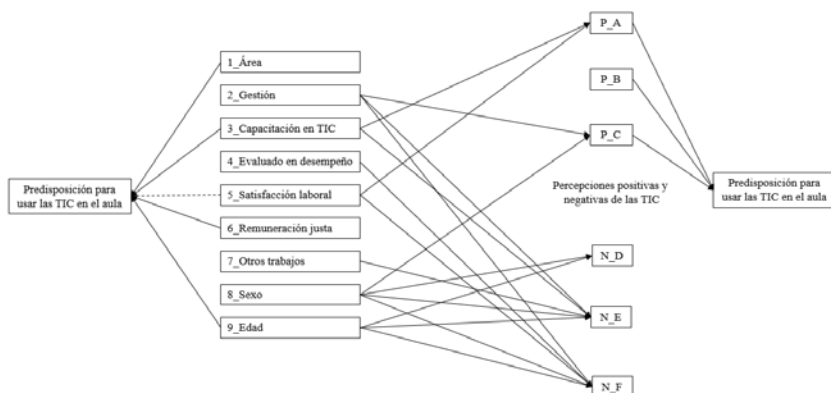 Predisposición para
usar las TIC en el aula
1_Área
2_Gestión
3_Capacitación en TIC
4_Evaluado en desempeño
5_Satisfacción laboral
6_Remuneración justa
7_Otros trabajos
8_Sexo
9_Edad
P_A
P_B
P_C
Percepciones positivas y
negativas de las TIC
N_D
N_E
N_F
Predisposición para
usar las TIC en el aula